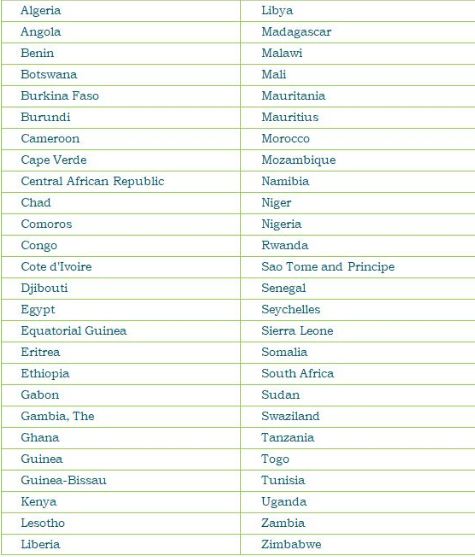 Algeria Libya
Angola Madagascar
Benin Malawi
Botswana Mali
Burkina Faso Mauritania
Burundi Mauritius
Cameroon Morocco
Cape Verde Mozambique
Central African Republic Namibia
Chad Niger
Comoros Nigeria
Congo Rwanda
Cote d'Ivoire Sao Tome and Principe
Djibouti Senegal
Egypt Seychelles
Equatorial Guinea Sierra Leone
Eritrea Somalia
Ethiopia South Africa
Gabon Sudan
Gambia, The Swaziland
Ghana Tanzania
Guinea Togo
Guinea-Bissau Tunisia
Kenya Uganda
Lesotho Zambia
Liberia Zimbabwe